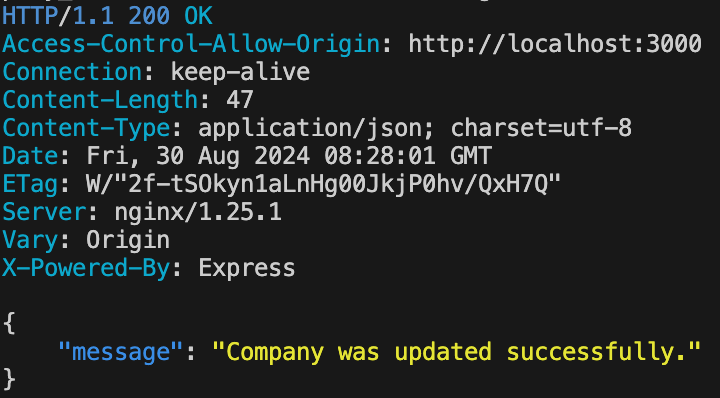 HTTP/1.1 200 OK
Access-Control-Allow-Origin: http://localhost:3000
Connection: keep-alive
Content-Length: 47
Content-Type: application/json; charset=utf-8
Date: Fri, 30 Aug 2024 08:28:01 GMT
ETag: W/"2f-tSOkyn1aLnHg00JkjP0hv/QxH7Q"
Server: nginx/1.25.1
Vary: Origin
X-Powered-By: Express

{
    "message": "Company was updated successfully."
}